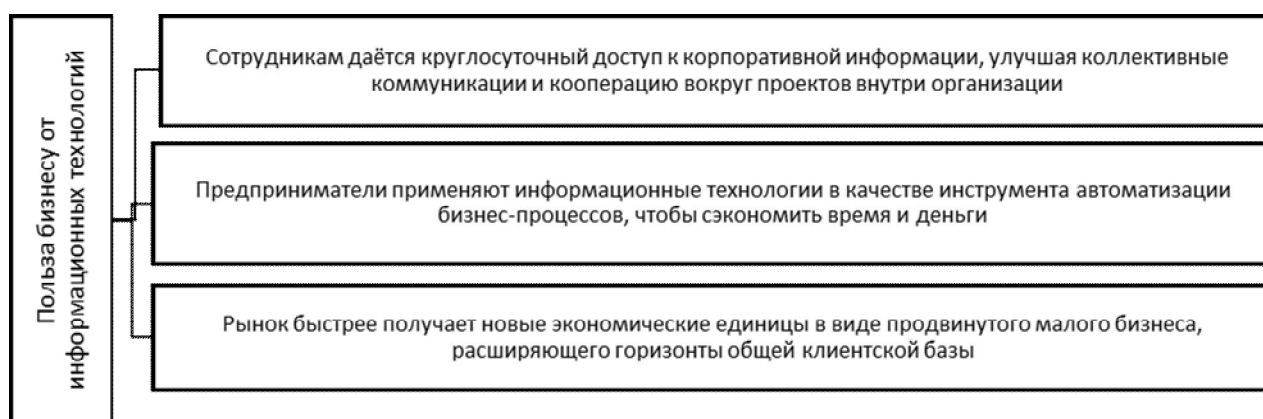 Польза бизнесу от
информационных технологий
Сотрудникам даётся круглосуточный доступ к корпоративной информации, улучшая коллективные
коммуникации и кооперацию вокруг проектов внутри организации
Предприниматели применяют информационные технологии в качестве инструмента автоматизации
бизнес-процессов, чтобы сэкономить время и деньги
Рынок быстрее получает новые экономические единицы в виде продвинутого малого бизнеса,
расширяющего горизонты общей клиентской базы